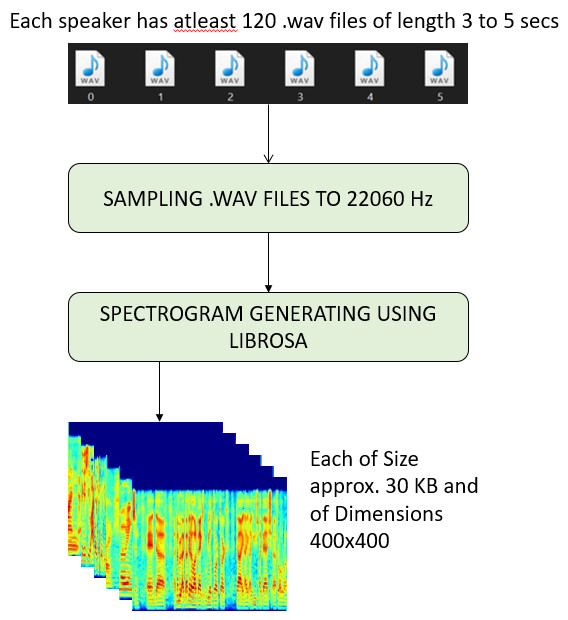 Each speaker has atleast 120 .wav files of length 3 to 5 secs
WAV WAV WAV WAV WAV WAV
0 1 2 3 4 5
SAMPLING .WAV FILES TO 22060 Hz
SPECTROGRAM GENERATING USING
LIBROSA
Each of Size
approx. 30 KB and
of Dimensions
400x400